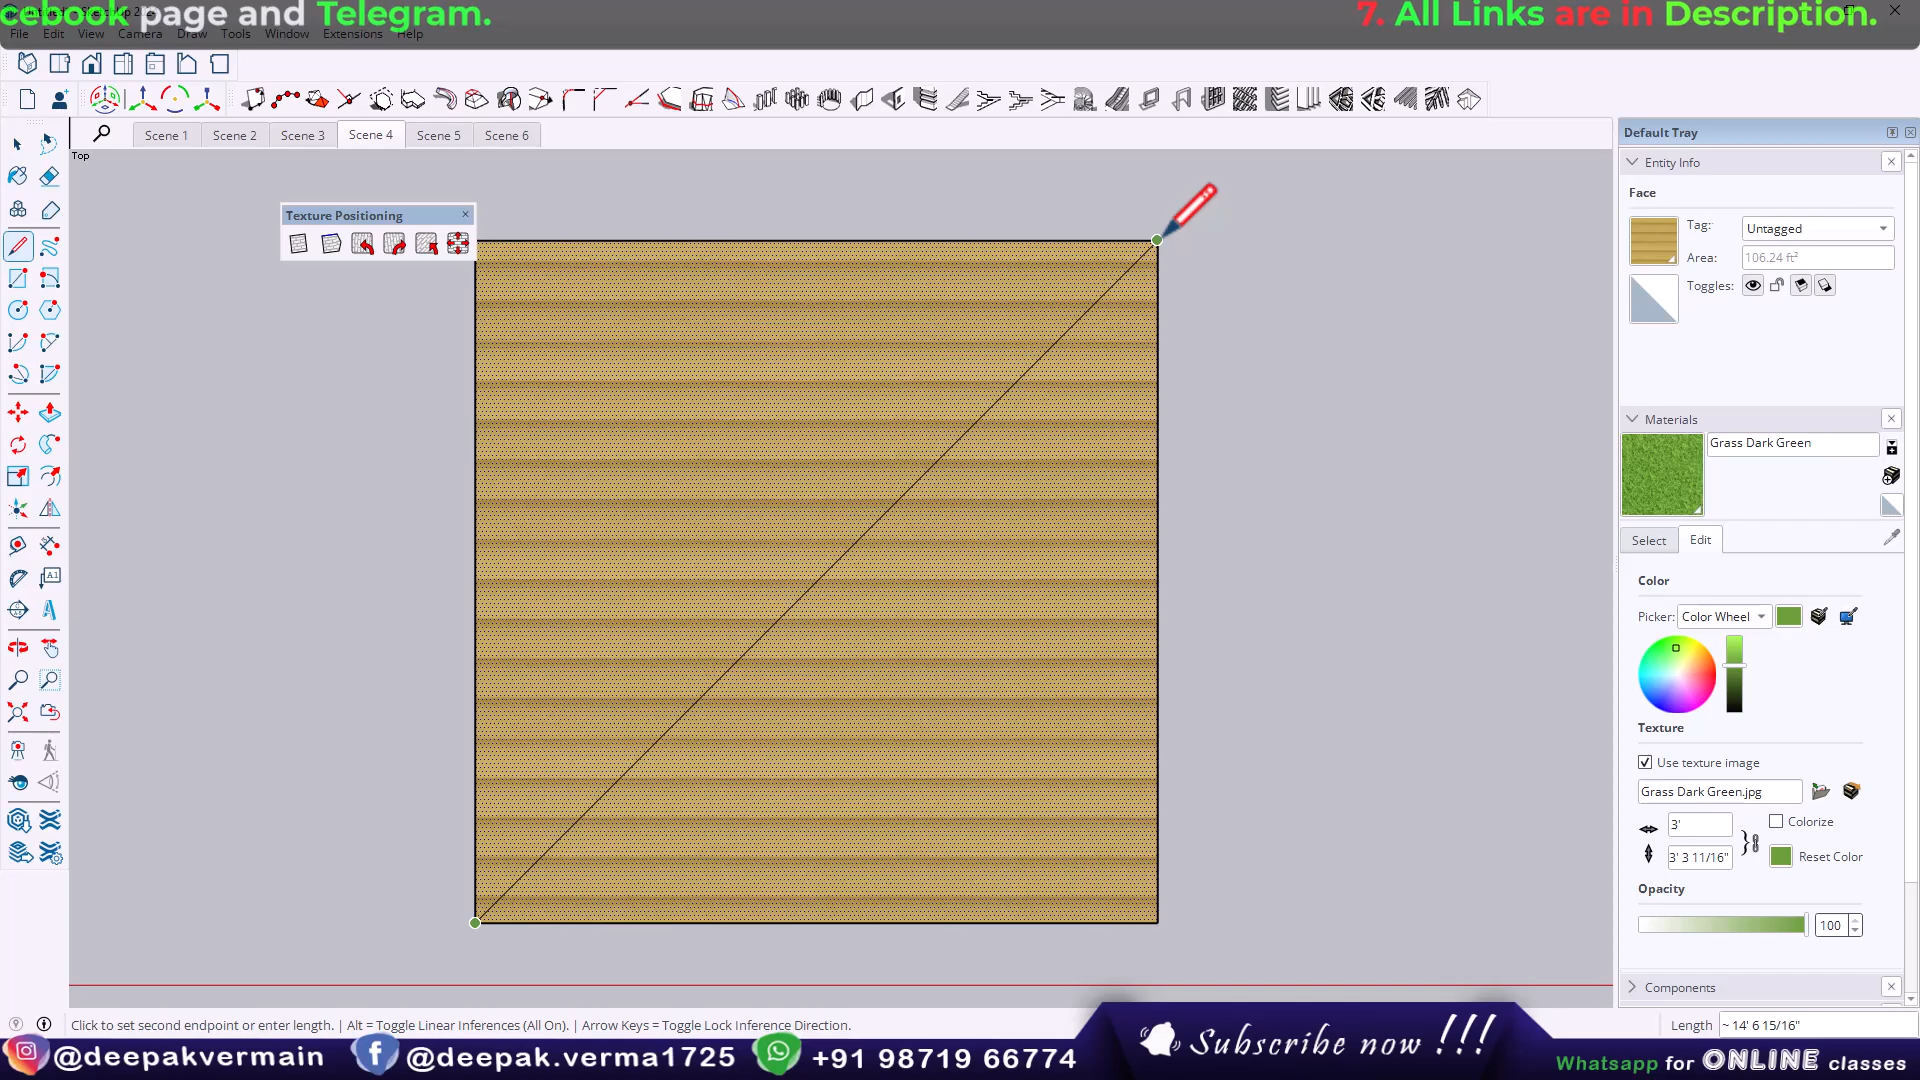 cebook page and Telegram.
7. All Links are in Description.
File Edit View Camera Draw Tools Window Extensions Help
Scene 1 Scene 2 Scene 3 Scene 4 Scene 5 Scene 6
Top
Texture Positioning
Default Tray
Entity Info
Face
Tag: Untagged
Area: 106.24 ft²
Toggles:
Materials
Grass Dark Green
Select Edit
Color
Picker: Color Wheel
Texture
Use texture image
Grass Dark Green.jpg
3' Colorize
3' 3 11/16" Reset Color
Opacity
100
Components
Click to set second endpoint or enter length. | Alt = Toggle Linear Inferences (All On). | Arrow Keys = Toggle Lock Inference Direction.
Length ~ 14' 6 15/16"
@deepakvermain @deepak.verma1725 +91 98719 66774
Subscribe now !!!
Whatsapp for ONLINE classes